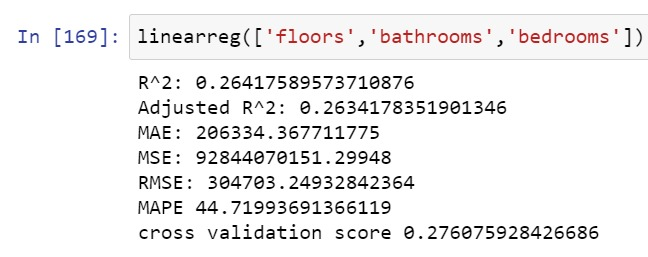 In [169]: linearreg(['floors','bathrooms','bedrooms'])
R^2: 0.26417589573710876
Adjusted R^2: 0.2634178351901346
MAE: 206334.367711775
MSE: 92844070151.29948
RMSE: 304703.24932842364
MAPE 44.71993691366119
cross validation score 0.276075928426686